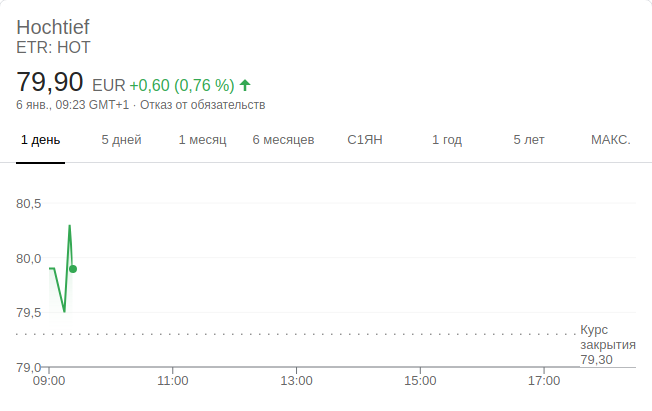 Hochtief
ETR: HOT
79,90 EUR +0,60 (0,76 %)
6 янв., 09:23 GMT+1 · Отказ от обязательств
1 день 5 дней 1 месяц 6 месяцев С1ЯН 1 год 5 лет МАКС.
80,5
80,0
79,5
Курс
закрытия
79,30
79,0
09:00 11:00 13:00 15:00 17:00